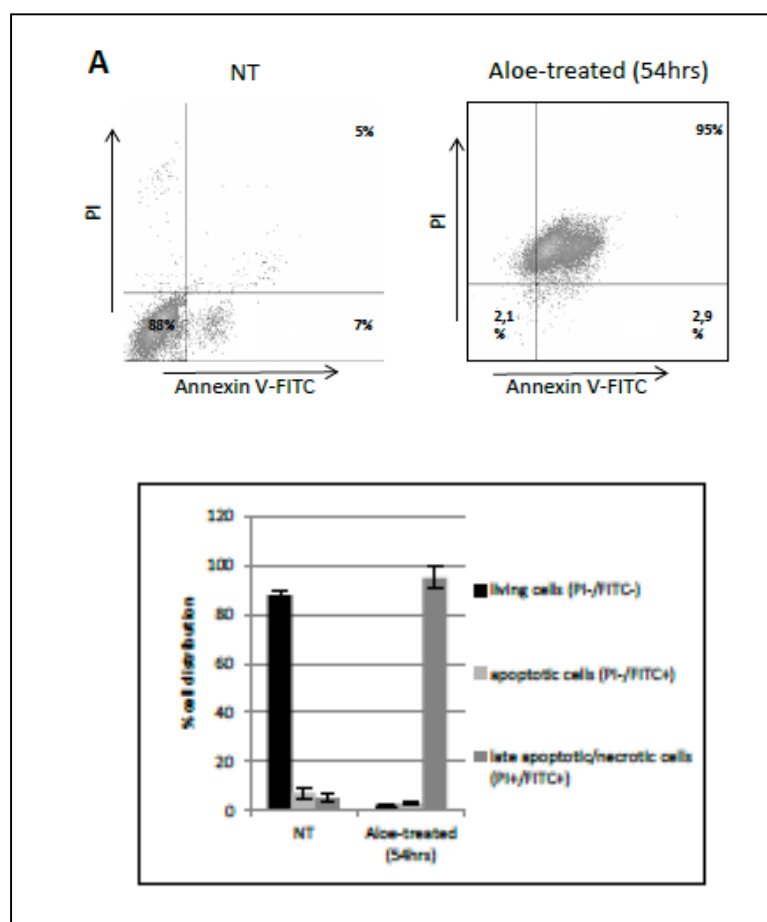 A
NT
Aloe-treated (54hrs)
5%
PI
88%
7%
Annexin V-FITC
95%
PI
2,1
%
2,9
%
Annexin V-FITC
120
100
80
60
40
20
0
% cell distribution
NT
Aloe-treated
(54hrs)
living cells (PI-/FITC-)
apoptotic cells (PI-/FITC+)
late apoptotic/necrotic cells
(PI+/FITC+)